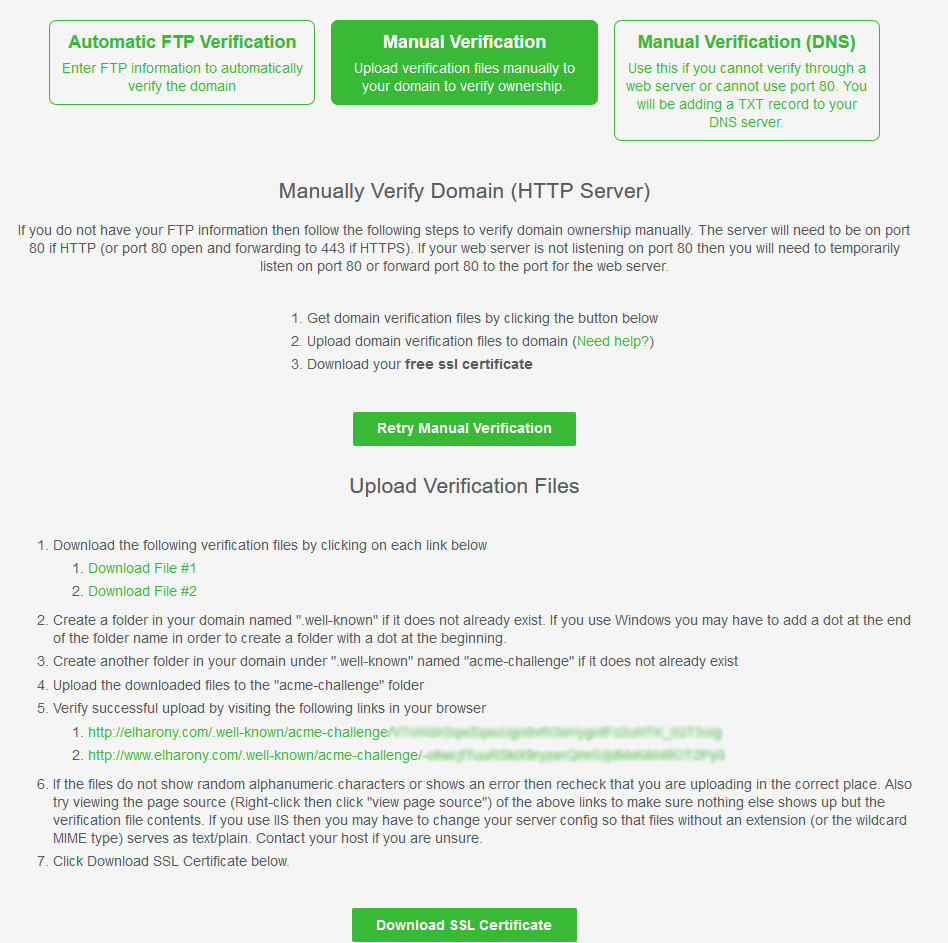 Automatic FTP Verification
Enter FTP information to automatically
verify the domain
Manual Verification
Upload verification files manually to
your domain to verify ownership.
Manual Verification (DNS)
Use this if you cannot verify through a
web server or cannot use port 80. You
will be adding a TXT record to your
DNS server.
Manually Verify Domain (HTTP Server)
If you do not have your FTP information then follow the following steps to verify domain ownership manually. The server will need to be on port
80 if HTTP (or port 80 open and forwarding to 443 if HTTPS). If your web server is not listening on port 80 then you will need to temporarily
listen on port 80 or forward port 80 to the port for the web server.
1. Get domain verification files by clicking the button below
2. Upload domain verification files to domain (Need help?)
3. Download your free ssl certificate
Retry Manual Verification
Upload Verification Files
1. Download the following verification files by clicking on each link below
1. Download File #1
2. Download File #2
2. Create a folder in your domain named ".well-known" if it does not already exist. If you use Windows you may have to add a dot at the end
of the folder name in order to create a folder with a dot at the beginning.
3. Create another folder in your domain under ".well-known" named "acme-challenge" if it does not already exist
4. Upload the downloaded files to the "acme-challenge" folder
5. Verify successful upload by visiting the following links in your browser
1. http://elharony.com/.well-known/acme-challenge/
2. http://www.elharony.com/.well-known/acme-challenge/
6. If the files do not show random alphanumeric characters or shows an error then recheck that you are uploading in the correct place. Also
try viewing the page source (Right-click then click "view page source") of the above links to make sure nothing else shows up but the
verification file contents. If you use IIS then you may have to change your server config so that files without an extension (or the wildcard
MIME type) serves as text/plain. Contact your host if you are unsure.
7. Click Download SSL Certificate below.
Download SSL Certificate